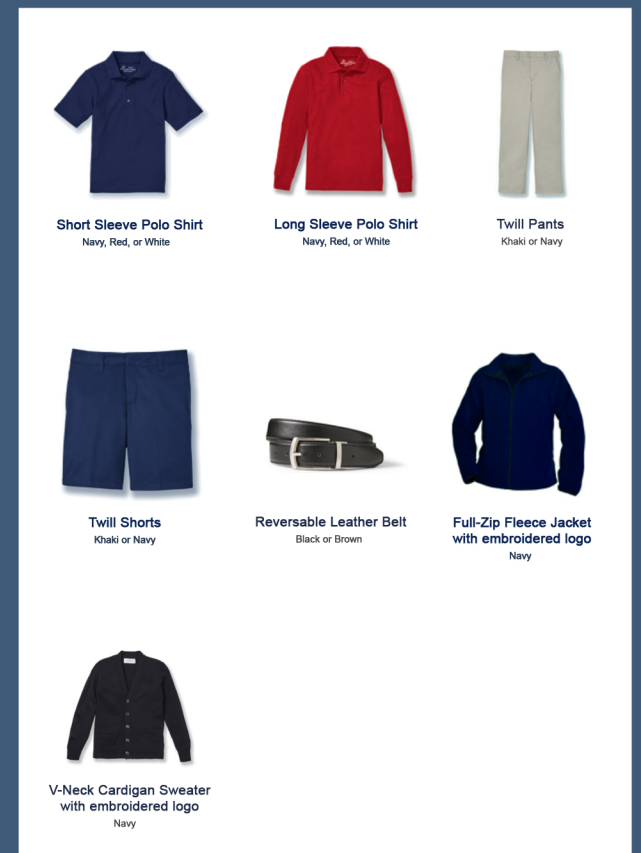 Short Sleeve Polo Shirt
Navy, Red, or White
Long Sleeve Polo Shirt
Navy, Red, or White
Twill Pants
Khaki or Navy
Twill Shorts
Khaki or Navy
Reversable Leather Belt
Black or Brown
Full-Zip Fleece Jacket
with embroidered logo
Navy
V-Neck Cardigan Sweater
with embroidered logo
Navy